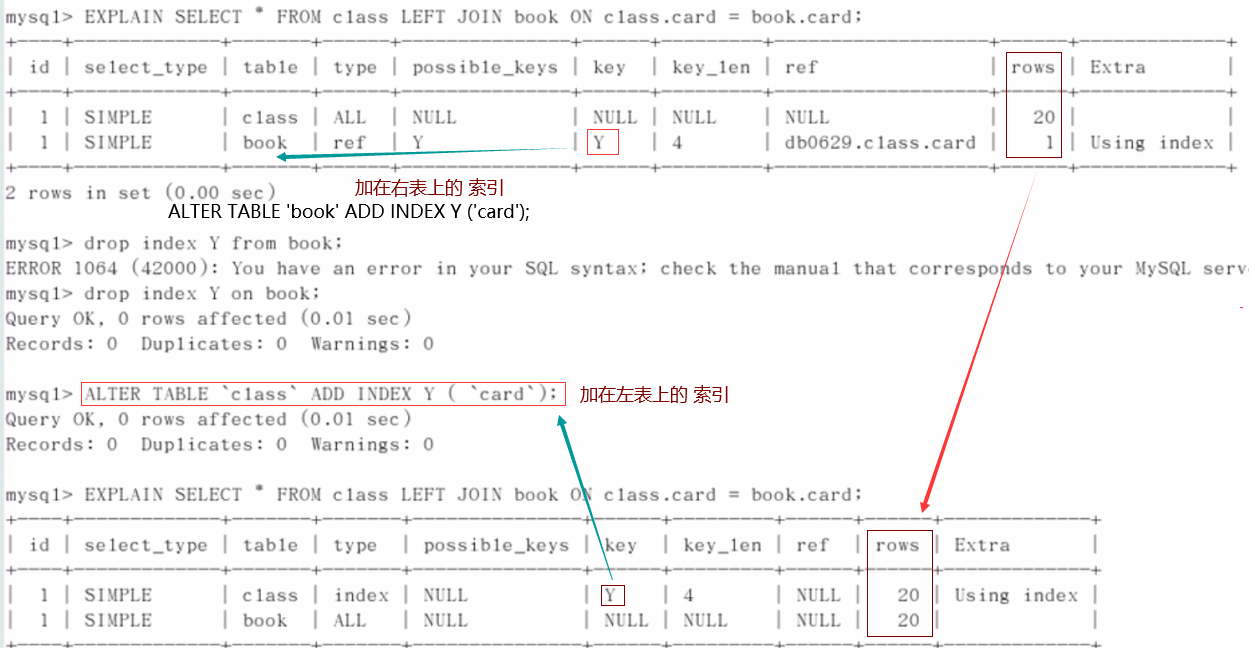 mysql> EXPLAIN SELECT * FROM class LEFT JOIN book ON class.card = book.card;
+----+-------------+-------+------+---------------+------+---------+-------------------+------+-------------+
| id | select_type | table | type | possible_keys | key | key_len | ref | rows | Extra |
+----+-------------+-------+------+---------------+------+---------+-------------------+------+-------------+
| 1 | SIMPLE | class | ALL | NULL | NULL | NULL | NULL | 20 | |
| 1 | SIMPLE | book | ref | Y | Y | 4 | db0629.class.card | 1 | Using index |
+----+-------------+-------+------+---------------+------+---------+-------------------+------+-------------+
2 rows in set (0.00 sec)
加在右表上的 索引
ALTER TABLE 'book' ADD INDEX Y ('card');
mysql> drop index Y from book;
ERROR 1064 (42000): You have an error in your SQL syntax; check the manual that corresponds to your MySQL
mysql> drop index Y on book;
Query OK, 0 rows affected (0.01 sec)
Records: 0 Duplicates: 0 Warnings: 0
mysql> ALTER TABLE `class` ADD INDEX Y ( `card`); 加在左表上的 索引
Query OK, 0 rows affected (0.01 sec)
Records: 0 Duplicates: 0 Warnings: 0
mysql> EXPLAIN SELECT * FROM class LEFT JOIN book ON class.card = book.card;
+----+-------------+-------+-------+---------------+------+---------+------+------+-------------+
| id | select_type | table | type | possible_keys | key | key_len | ref | rows | Extra |
+----+-------------+-------+-------+---------------+------+---------+------+------+-------------+
| 1 | SIMPLE | class | index | NULL | Y | 4 | NULL | 20 | Using index |
| 1 | SIMPLE | book | ALL | NULL | NULL | NULL | NULL | 20 | |
+----+-------------+-------+-------+---------------+------+---------+------+------+-------------+